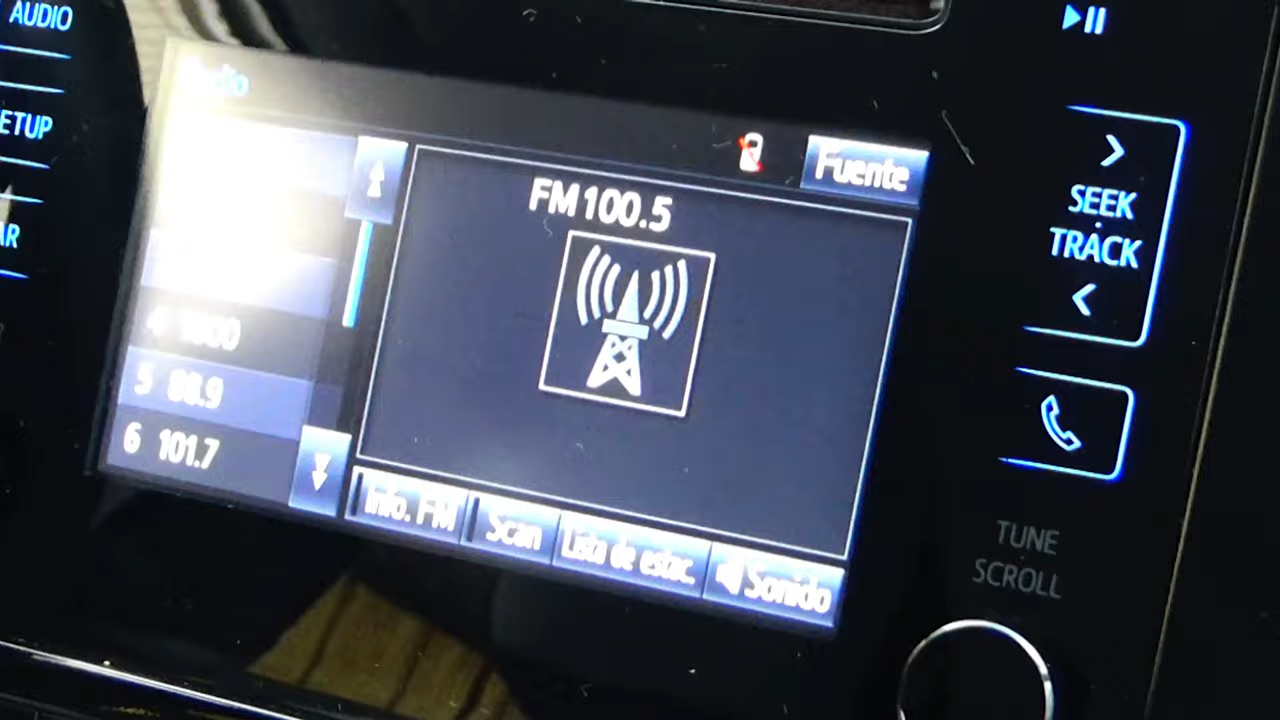 AUDIO
ETUP
AR
Fuente
FM 100.5
5 88.9
6 101.7
Info. FM
Scan
Lista de estac.
Sonido
SEEK
TRACK
TUNE
SCROLL